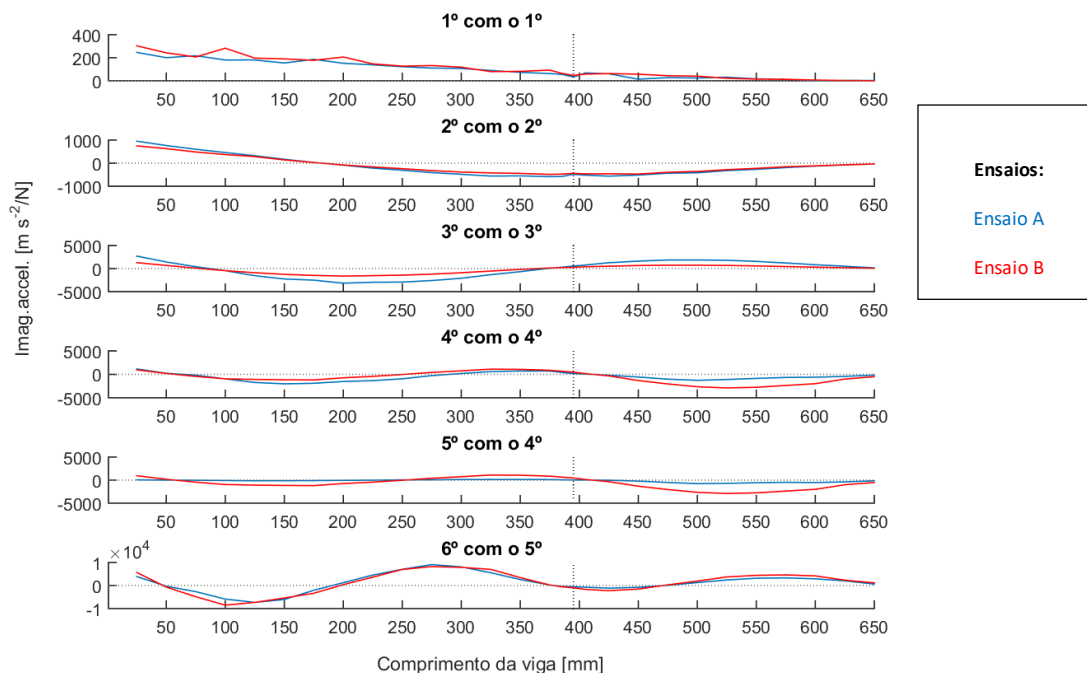 1º com o 1º
400
200
0
50 100 150 200 250 300 350 400 450 500 550 600 650
2º com o 2º
1000
0
-1000
50 100 150 200 250 300 350 400 450 500 550 600 650
3º com o 3º
5000
0
-5000
50 100 150 200 250 300 350 400 450 500 550 600 650
4º com o 4º
5000
0
-5000
50 100 150 200 250 300 350 400 450 500 550 600 650
5º com o 4º
5000
0
-5000
50 100 150 200 250 300 350 400 450 500 550 600 650
×10⁴
6º com o 5º
1
0
-1
50 100 150 200 250 300 350 400 450 500 550 600 650
Imag.accel. [m s⁻²/N]
Comprimento da viga [mm]
Ensaios:
Ensaio A
Ensaio B